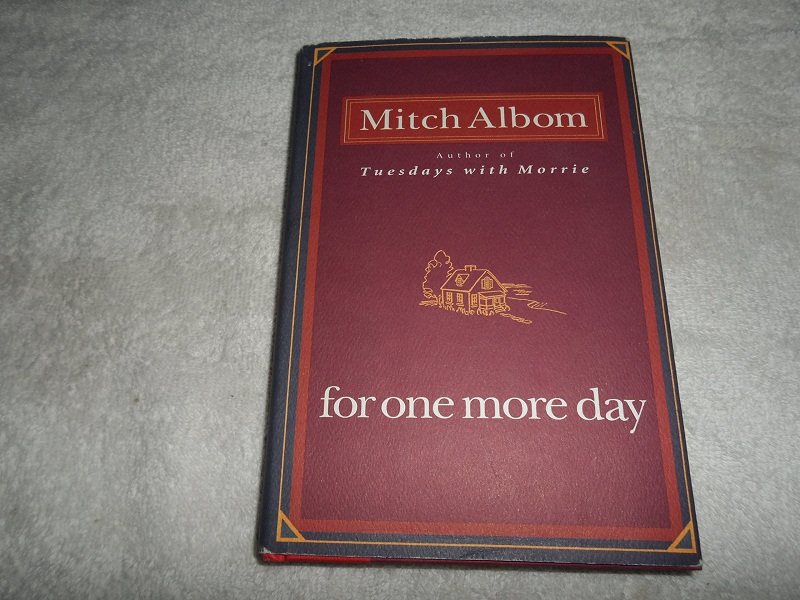 Mitch Albom
Author of
Tuesdays with Morrie
for one more day